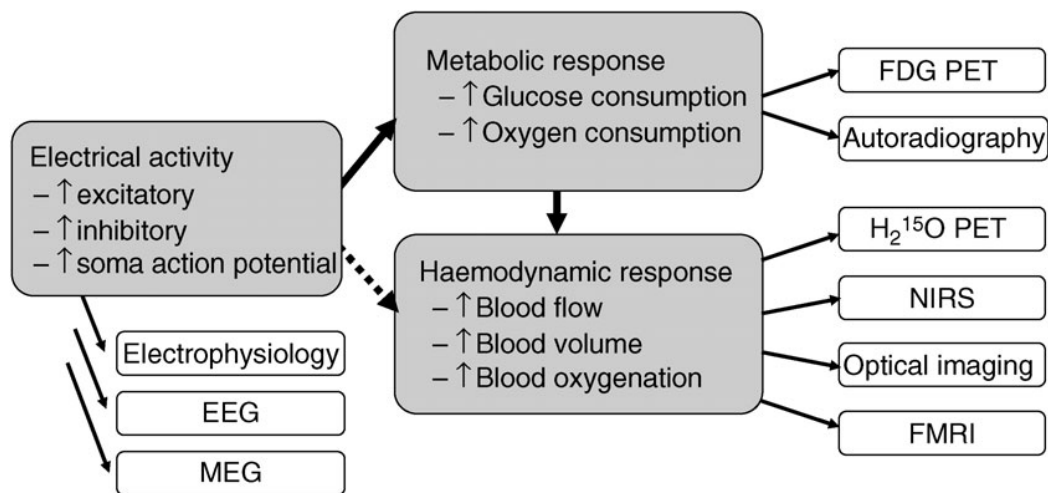 Electrical activity
– ↑ excitatory
– ↑ inhibitory
– ↑ soma action potential
Electrophysiology
EEG
MEG
Metabolic response
– ↑ Glucose consumption
– ↑ Oxygen consumption
Haemodynamic response
– ↑ Blood flow
– ↑ Blood volume
– ↑ Blood oxygenation
FDG PET
Autoradiography
H₂¹⁵O PET
NIRS
Optical imaging
FMRI